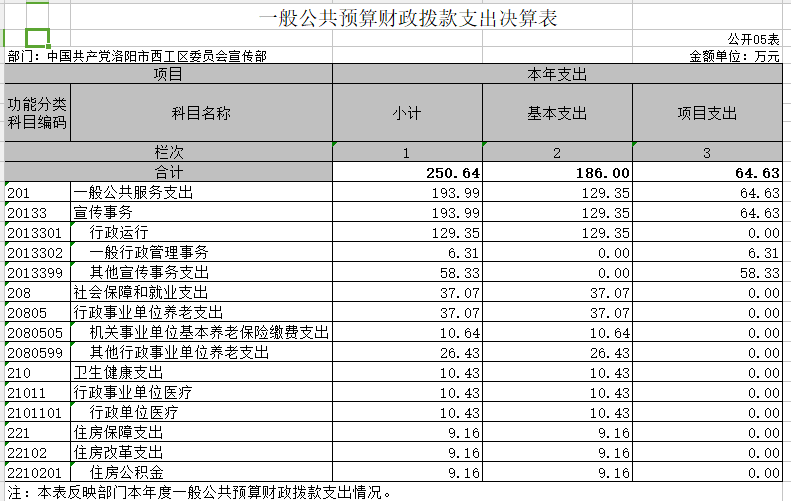 一般公共预算财政拨款支出决算表
公开05表
部门：中国共产党洛阳市西工区委员会宣传部 金额单位：万元
项目 本年支出
功能分类科目编码 科目名称 小计 基本支出 项目支出
栏次 1 2 3
合计 250.64 186.00 64.63
201 一般公共服务支出 193.99 129.35 64.63
20133 宣传事务 193.99 129.35 64.63
2013301 行政运行 129.35 129.35 0.00
2013302 一般行政管理事务 6.31 0.00 6.31
2013399 其他宣传事务支出 58.33 0.00 58.33
208 社会保障和就业支出 37.07 37.07 0.00
20805 行政事业单位养老支出 37.07 37.07 0.00
2080505 机关事业单位基本养老保险缴费支出 10.64 10.64 0.00
2080599 其他行政事业单位养老支出 26.43 26.43 0.00
210 卫生健康支出 10.43 10.43 0.00
21011 行政事业单位医疗 10.43 10.43 0.00
2101101 行政单位医疗 10.43 10.43 0.00
221 住房保障支出 9.16 9.16 0.00
22102 住房改革支出 9.16 9.16 0.00
2210201 住房公积金 9.16 9.16 0.00
注：本表反映部门本年度一般公共预算财政拨款支出情况。